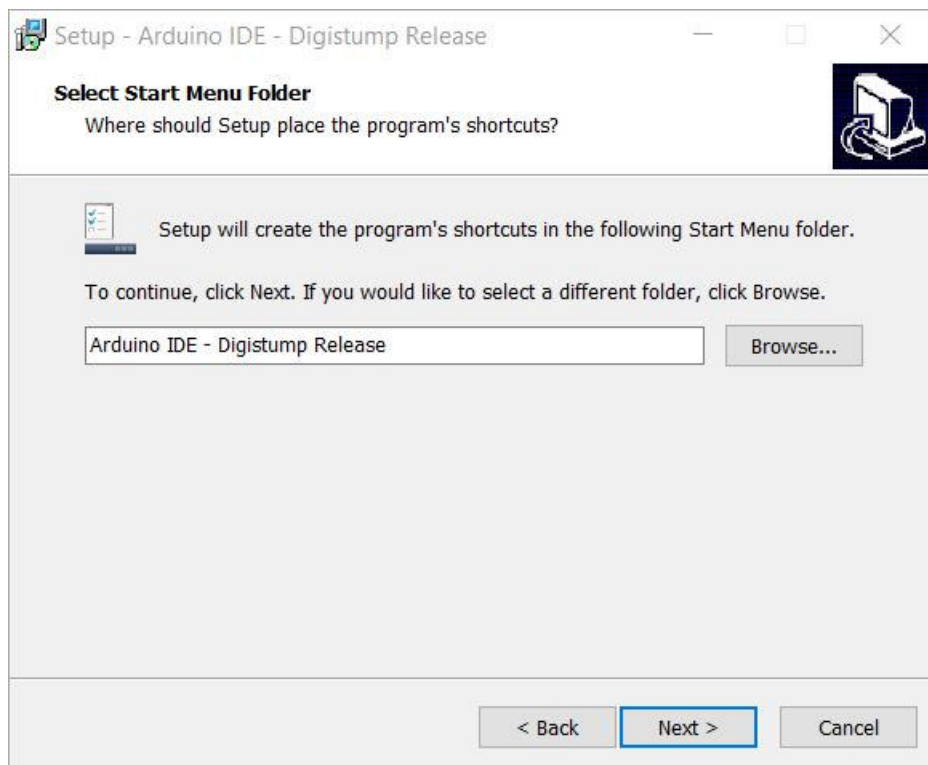 Setup - Arduino IDE - Digistump Release
Select Start Menu Folder
Where should Setup place the program's shortcuts?
Setup will create the program's shortcuts in the following Start Menu folder.
To continue, click Next. If you would like to select a different folder, click Browse.
Arduino IDE - Digistump Release
Browse...
< Back
Next >
Cancel